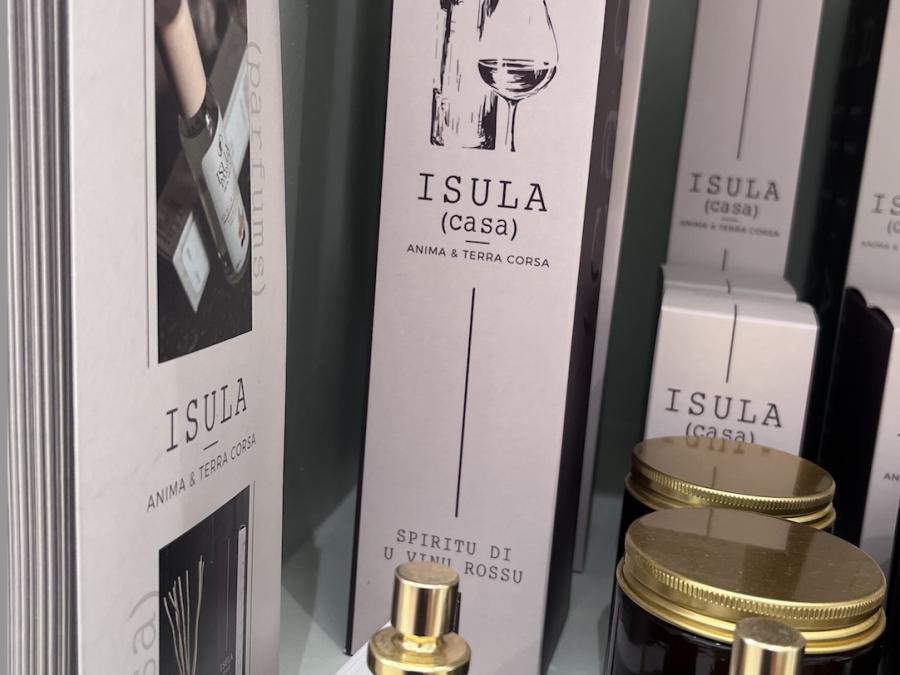 (parfums)
ISULA
ANIMA & TERRA CORSA
ISULA
ISULA
(casa)
ANIMA & TERRA CORSA
SPIRITU DI
U VINU ROSSU
ISULA
(casa)
ANIMA & TERRA CORSA
ISULA
(casa)